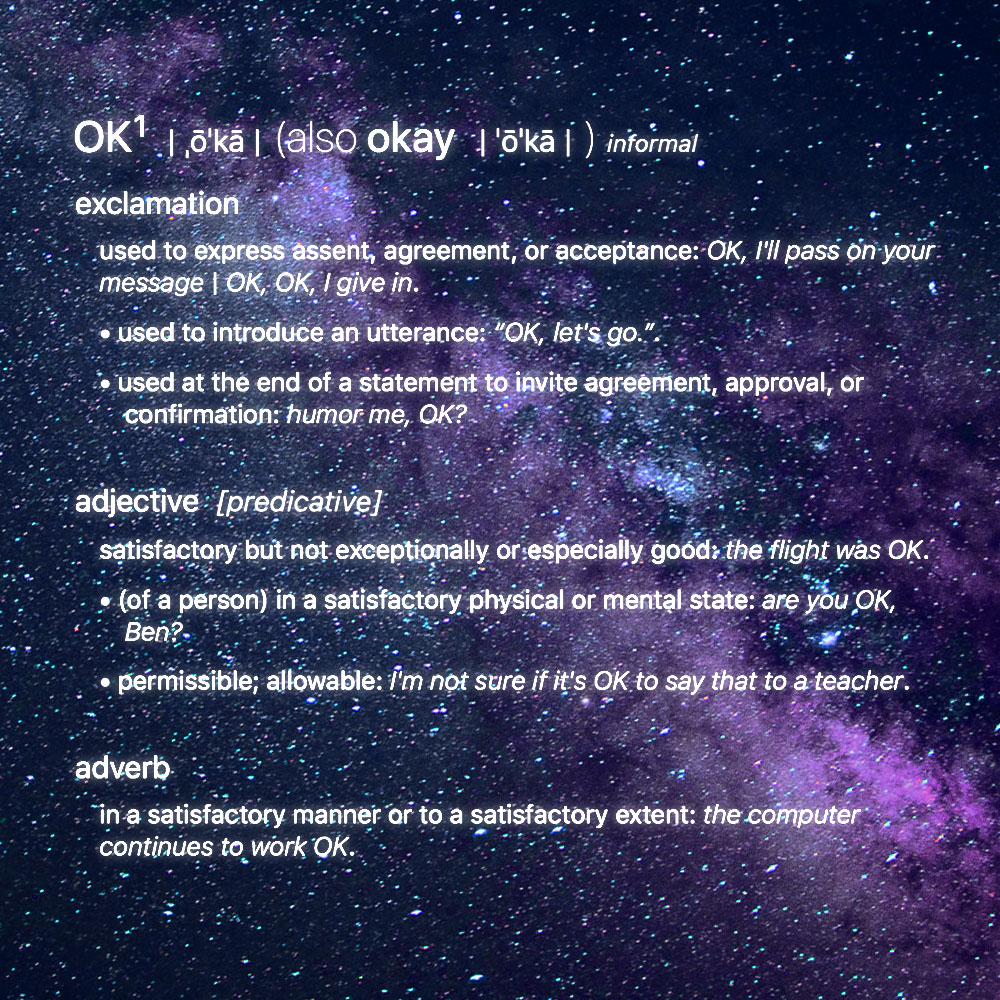 OK¹ | ˌō'kā | (also okay | 'ō'kā | ) informal
exclamation
used to express assent, agreement, or acceptance: OK, I'll pass on your
message | OK, OK, I give in.
• used to introduce an utterance: “OK, let's go.”.
• used at the end of a statement to invite agreement, approval, or
confirmation: humor me, OK?
adjective [predicative]
satisfactory but not exceptionally or especially good: the flight was OK.
• (of a person) in a satisfactory physical or mental state: are you OK,
Ben?
• permissible; allowable: I'm not sure if it's OK to say that to a teacher.
adverb
in a satisfactory manner or to a satisfactory extent: the computer
continues to work OK.